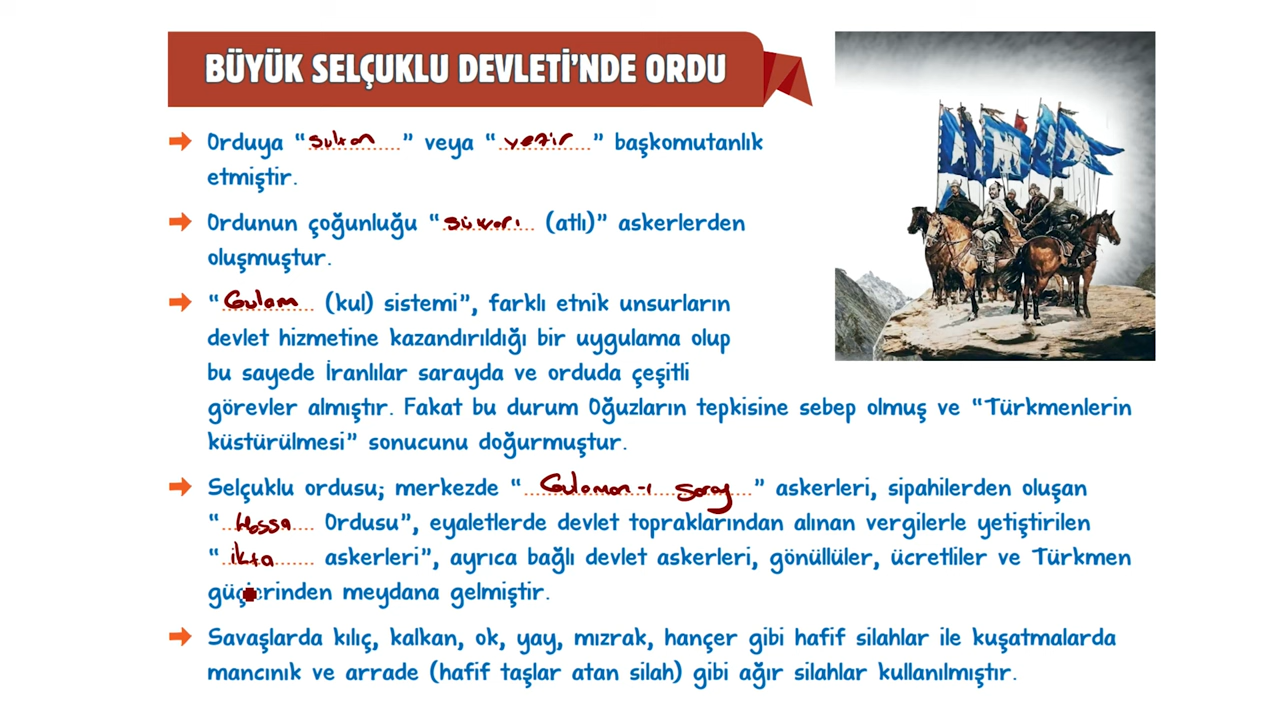 BÜYÜK SELÇUKLU DEVLETİ'NDE ORDU
Orduya “sultan” veya “vezir” başkomutanlık
etmiştir.
Ordunun çoğunluğu “süvari (atlı)” askerlerden
oluşmuştur.
“Gulam (kul) sistemi”, farklı etnik unsurların
devlet hizmetine kazandırıldığı bir uygulama olup
bu sayede İranlılar sarayda ve orduda çeşitli
görevler almıştır. Fakat bu durum Oğuzların tepkisine sebep olmuş ve “Türkmenlerin
küstürülmesi” sonucunu doğurmuştur.
Selçuklu ordusu; merkezde “Gulaman-ı Saray” askerleri, sipahilerden oluşan
“Hassa Ordusu”, eyaletlerde devlet topraklarından alınan vergilerle yetiştirilen
“ikta askerleri”, ayrıca bağlı devlet askerleri, gönüllüler, ücretliler ve Türkmen
güçlerinden meydana gelmiştir.
Savaşlarda kılıç, kalkan, ok, yay, mızrak, hançer gibi hafif silahlar ile kuşatmalarda
mancınık ve arrade (hafif taşlar atan silah) gibi ağır silahlar kullanılmıştır.